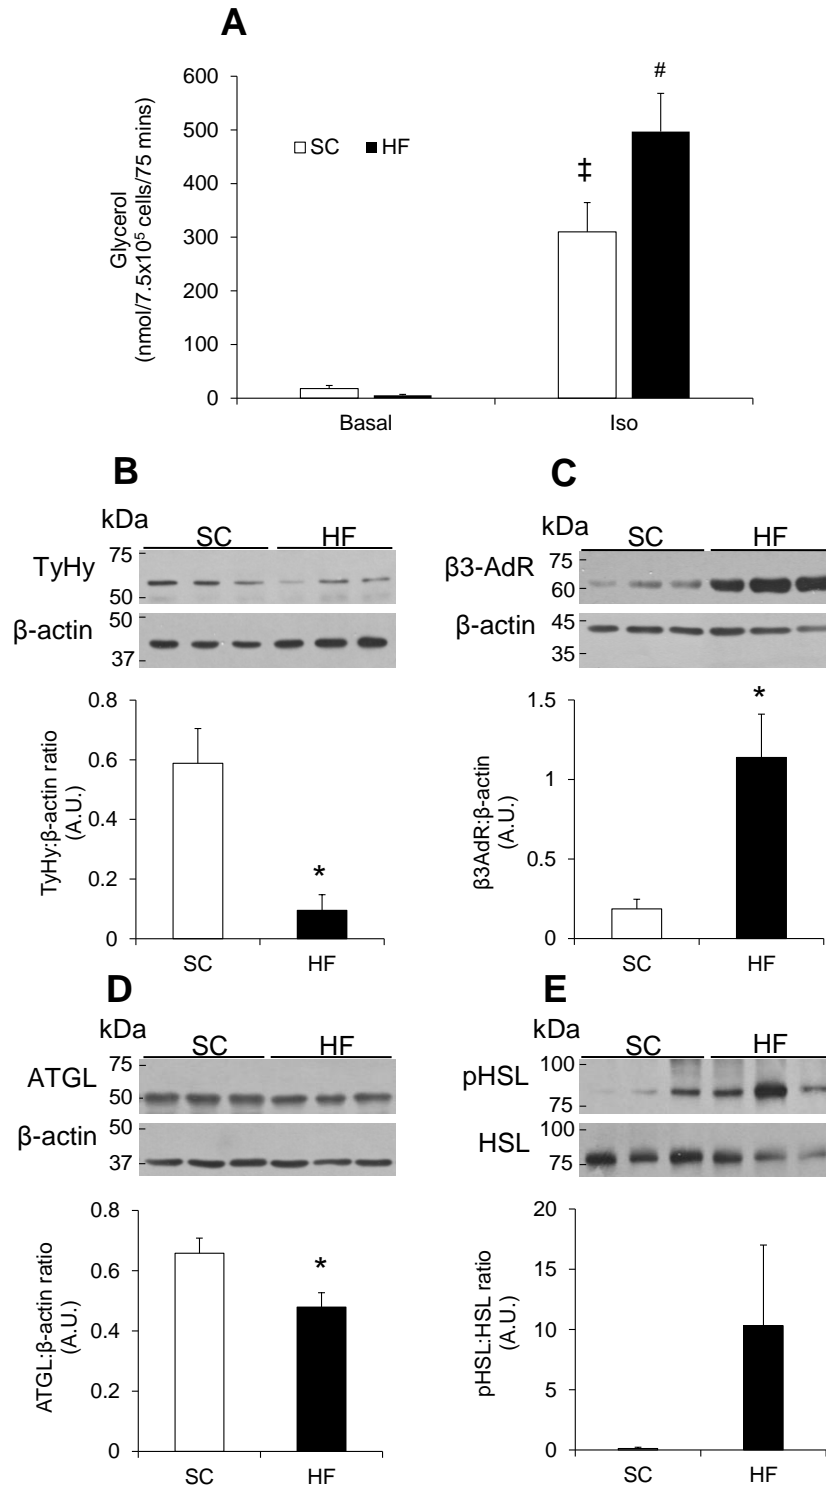 A
600
500
400
300
200
100
0
Glycerol
(nmol/7.5x10⁵ cells/75 mins)
SC HF
‡
#
Basal Iso
B
kDa SC HF
75
TyHy
50
50
β-actin
37
0.8
0.6
0.4
0.2
0
TyHy:β-actin ratio
(A.U.)
*
SC HF
C
kDa SC HF
75
β3-AdR
60
45
β-actin
35
1.5
1
0.5
0
β3AdR:β-actin
(A.U.)
*
SC HF
D
kDa SC HF
75
ATGL
50
50
β-actin
37
0.8
0.6
0.4
0.2
0
ATGL:β-actin ratio
(A.U.)
*
SC HF
E
kDa SC HF
100
pHSL
75
100
HSL
75
20
15
10
5
0
pHSL:HSL ratio
(A.U.)
SC HF